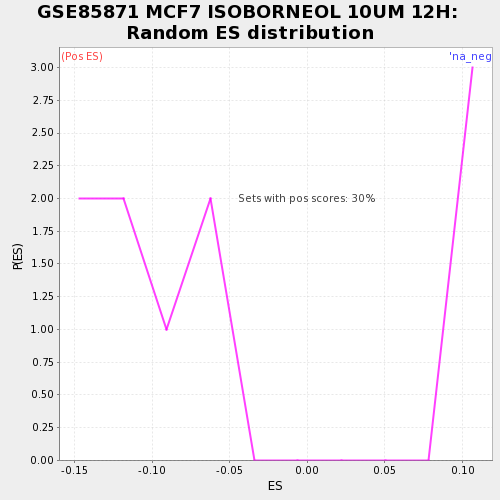 GSE85871 MCF7 ISOBORNEOL 10UM 12H:
Random ES distribution
(Pos ES)
'na_neg
3.00
2.75
2.50
2.25
2.00
Sets with pos scores: 30%
1.75
1.50
1.25
1.00
0.75
0.50
0.25
0.00
P(ES)
-0.15
-0.10
-0.05
0.00
0.05
0.10
ES